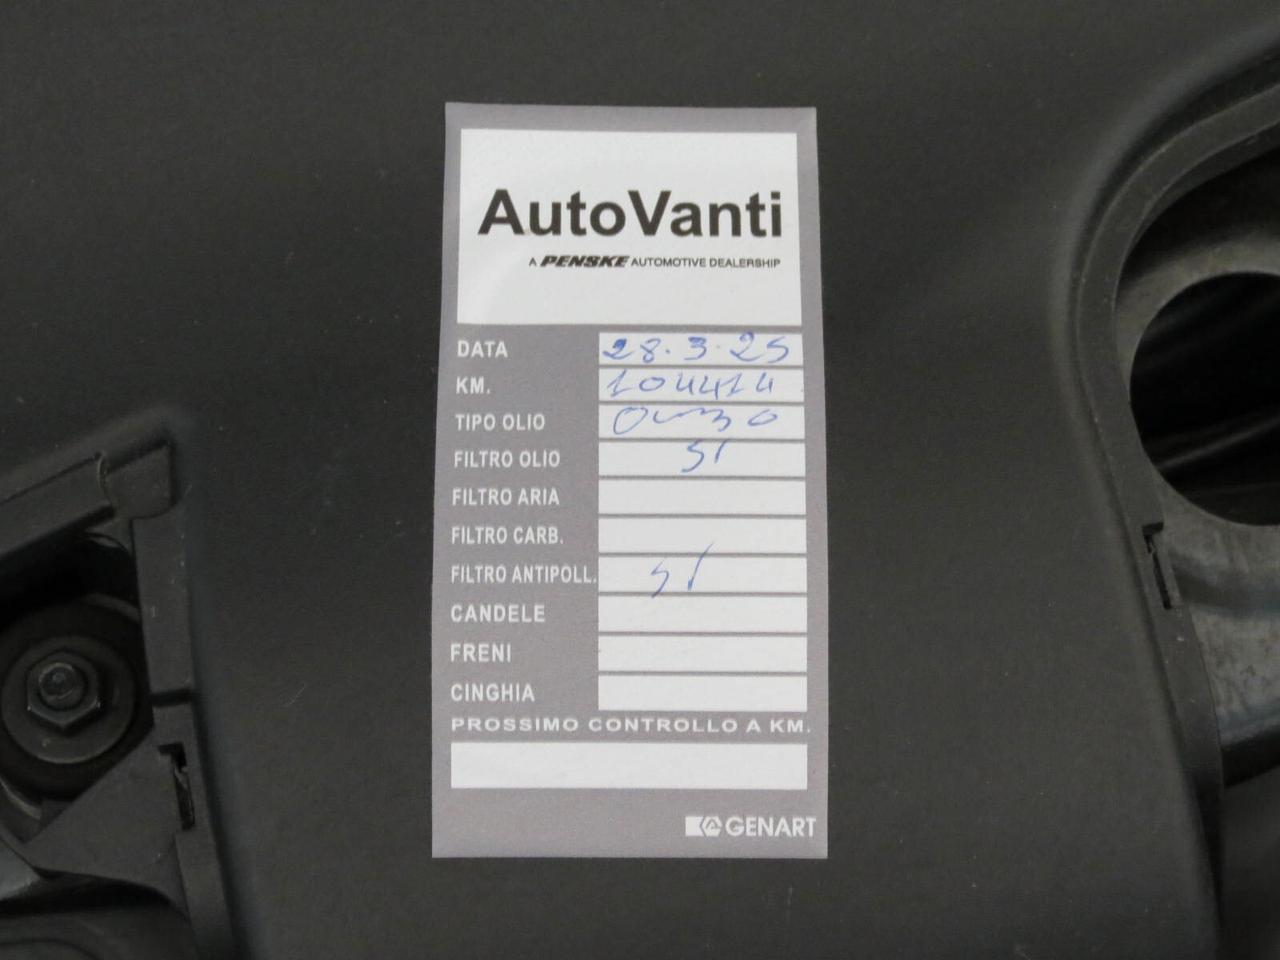 AutoVanti
A PENSKE AUTOMOTIVE DEALERSHIP
DATA 28.3.25
KM. 104414
TIPO OLIO 0W30
FILTRO OLIO SI
FILTRO ARIA
FILTRO CARB.
FILTRO ANTIPOLL. SI
CANDELE
FRENI
CINGHIA
PROSSIMO CONTROLLO A KM.
GENART